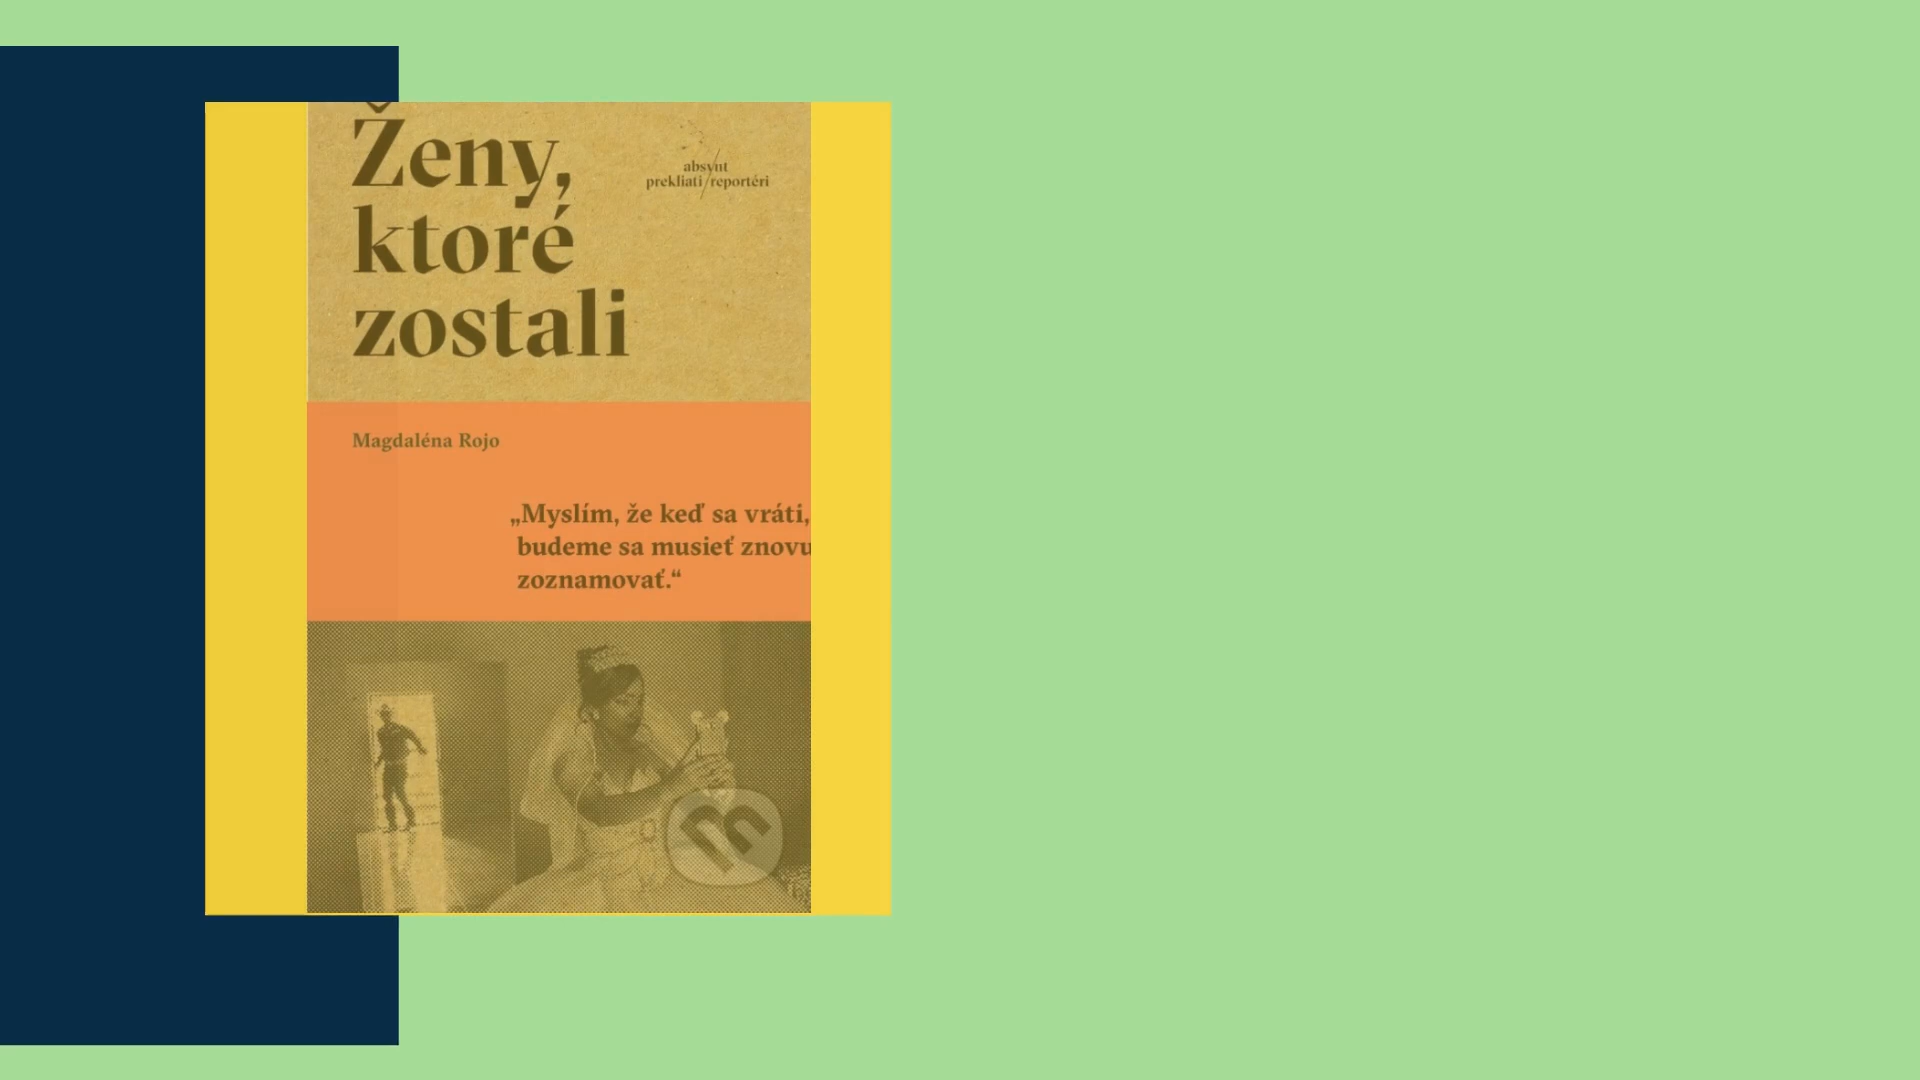 Ženy,
ktoré
zostali
absynt
prekliati reportéri
Magdaléna Rojo
„Myslím, že keď sa vráti,
budeme sa musieť znovu
zoznamovať.“